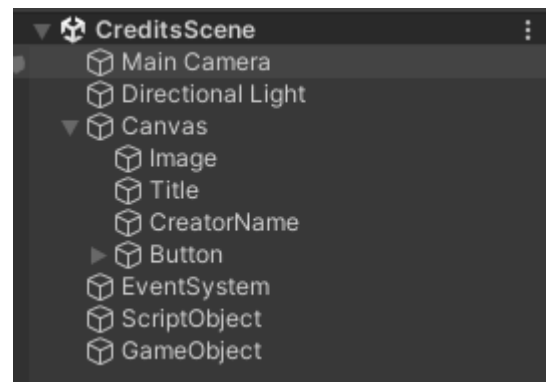 CreditsScene
Main Camera
Directional Light
Canvas
Image
Title
CreatorName
Button
EventSystem
ScriptObject
GameObject